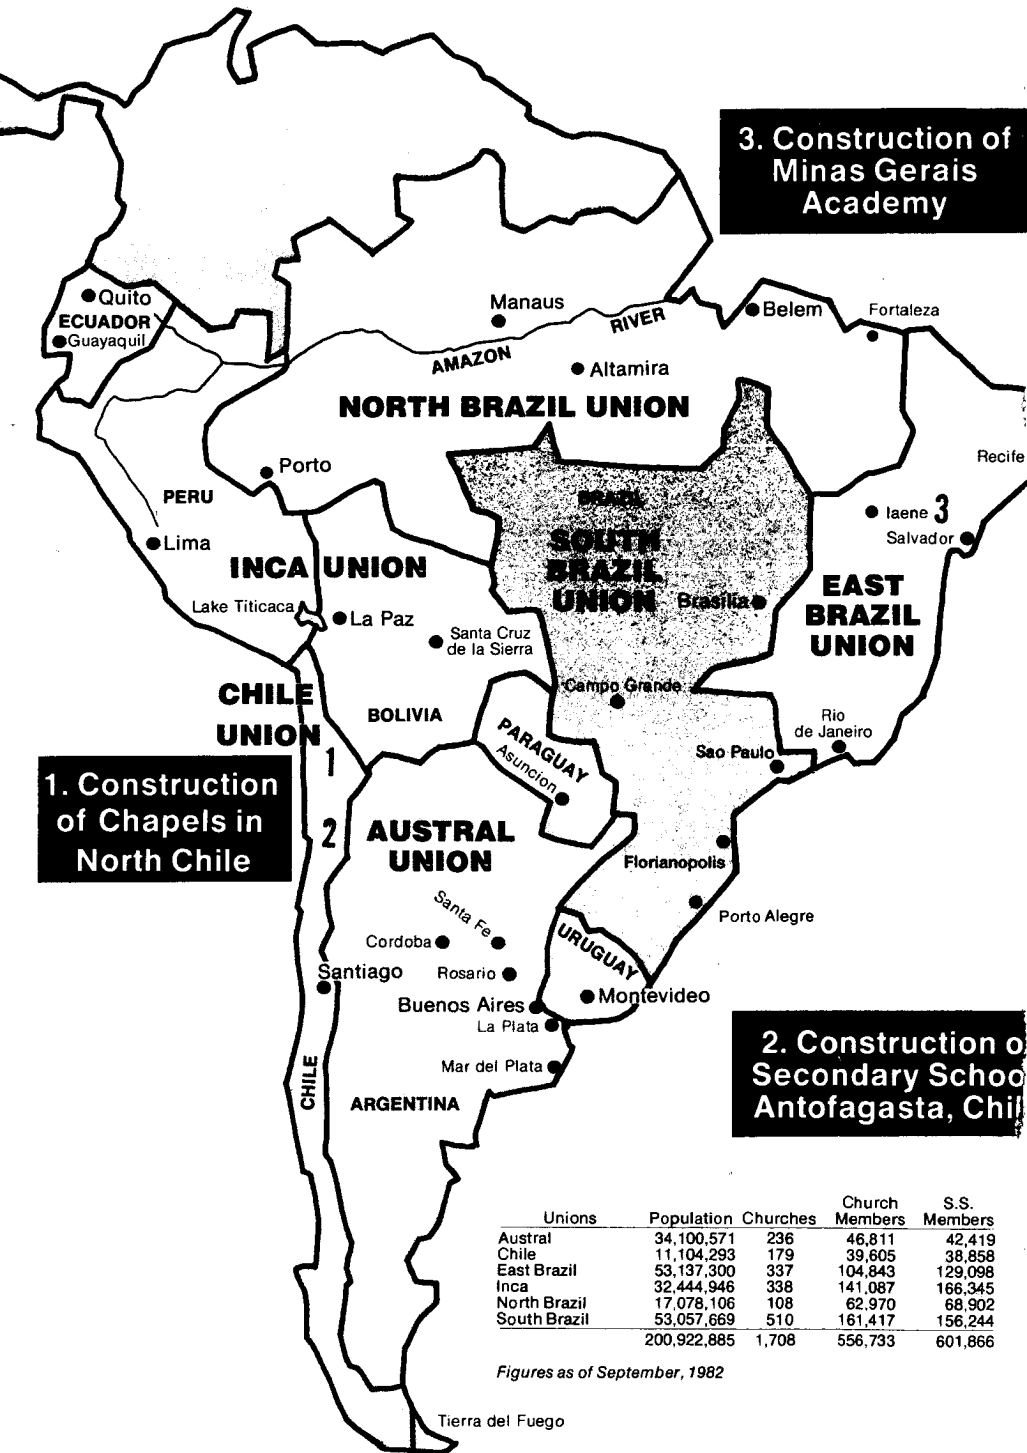 3. Construction of
Minas Gerais
Academy
Quito
ECUADOR
Guayaquil
Manaus
AMAZON
RIVER
Belem
Fortaleza
Altamira
NORTH BRAZIL UNION
Recife
Porto
PERU
Lima
BRAZIL
SOUTH
BRAZIL
UNION
Brasilia
Iaene 3
Salvador
INCA UNION
EAST
BRAZIL
UNION
Lake Titicaca
La Paz
Santa Cruz
de la Sierra
CHILE
UNION
BOLIVIA
Campo Grande
PARAGUAY
Asuncion
Rio
de Janeiro
Sao Paulo
1
2
1. Construction
of Chapels in
North Chile
AUSTRAL
UNION
Florianopolis
Porto Alegre
Santa Fe
Cordoba
URUGUAY
Santiago
Rosario
Montevideo
Buenos Aires
La Plata
Mar del Plata
CHILE
ARGENTINA
2. Construction o
Secondary Schoo
Antofagasta, Chil
Church S.S.
Unions Population Churches Members Members
Austral 34,100,571 236 46,811 42,419
Chile 11,104,293 179 39,605 38,858
East Brazil 53,137,300 337 104,843 129,098
Inca 32,444,946 338 141,087 166,345
North Brazil 17,078,106 108 62,970 68,902
South Brazil 53,057,669 510 161,417 156,244
200,922,885 1,708 556,733 601,866
Figures as of September, 1982
Tierra del Fuego